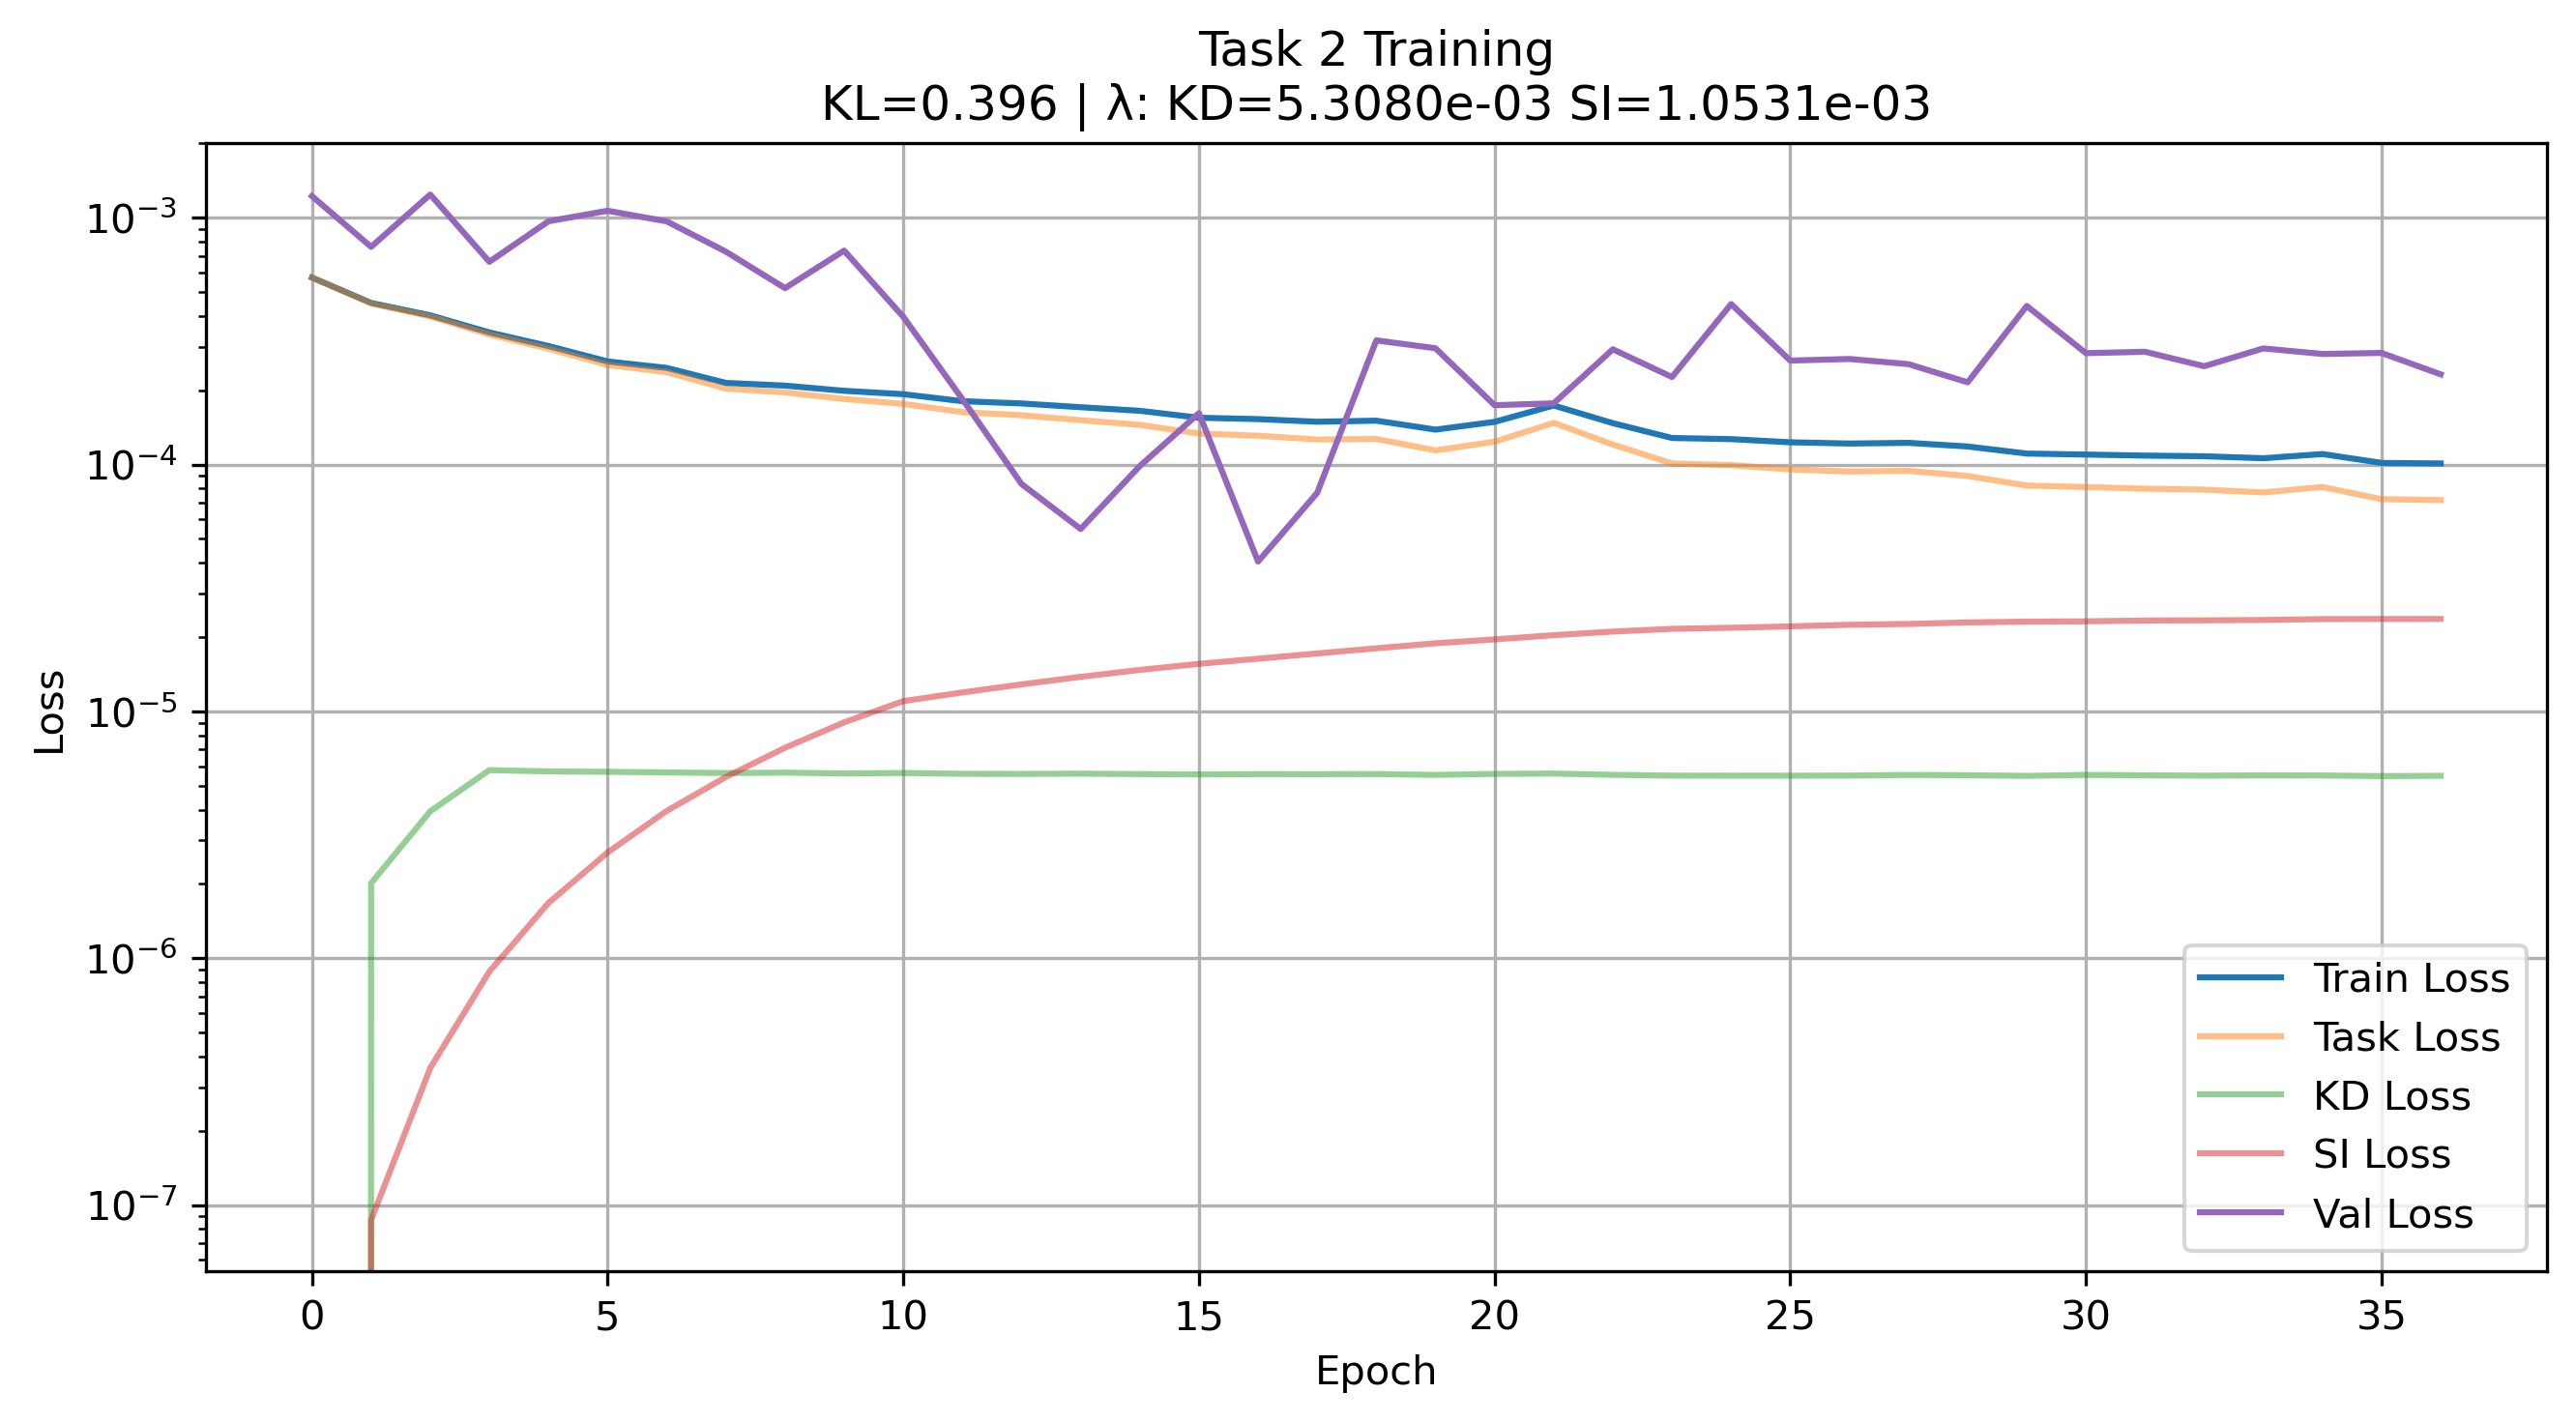 Task 2 Training
KL=0.396 | λ: KD=5.3080e-03 SI=1.0531e-03
Loss
10⁻³
10⁻⁴
10⁻⁵
10⁻⁶
10⁻⁷
Train Loss
Task Loss
KD Loss
SI Loss
Val Loss
0 5 10 15 20 25 30 35
Epoch